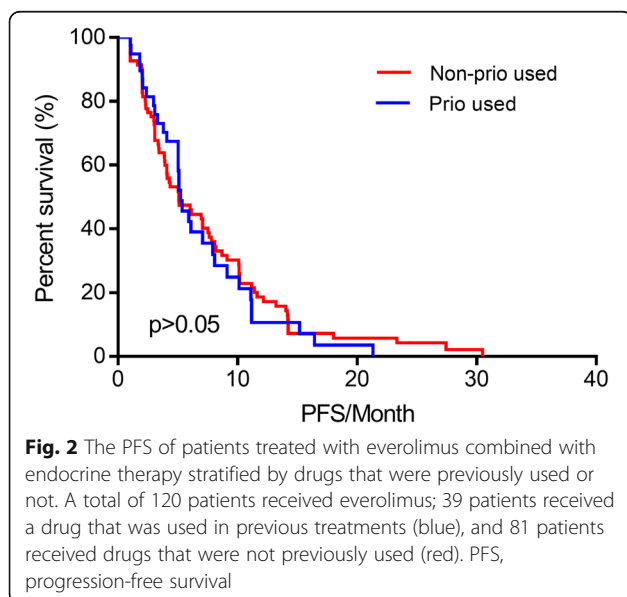 100
80
60
40
20
0
Percent survival (%)
Non-prio used
Prio used
p>0.05
0
10
20
30
40
PFS/Month
Fig. 2 The PFS of patients treated with everolimus combined with
endocrine therapy stratified by drugs that were previously used or
not. A total of 120 patients received everolimus; 39 patients received
a drug that was used in previous treatments (blue), and 81 patients
received drugs that were not previously used (red). PFS,
progression-free survival